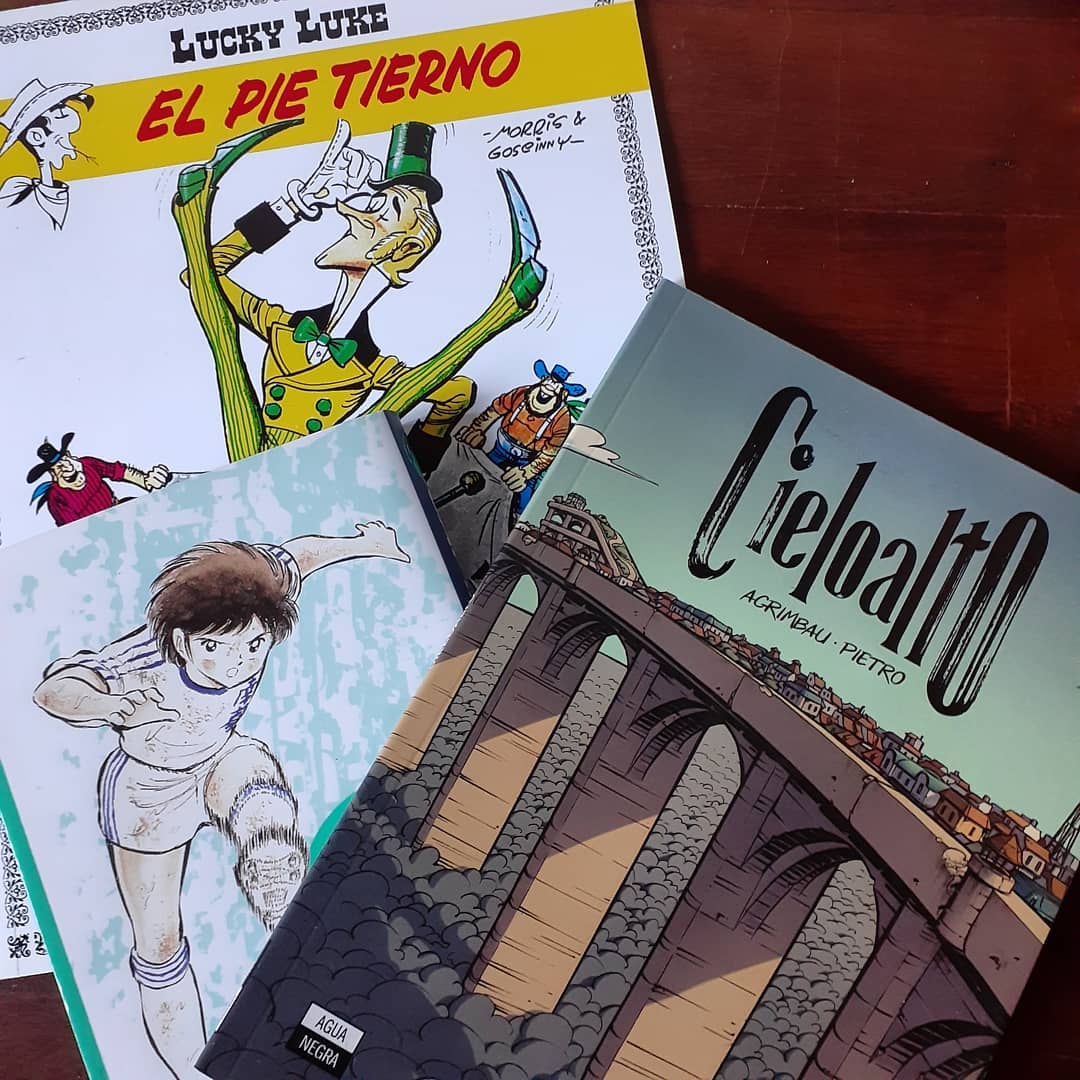 LUCKY LUKE
EL PIE TIERNO
-MORRIS &
GOSCINNY-
Cieloalto
AGRIMBAU · PIETRO
AGUA
NEGRA